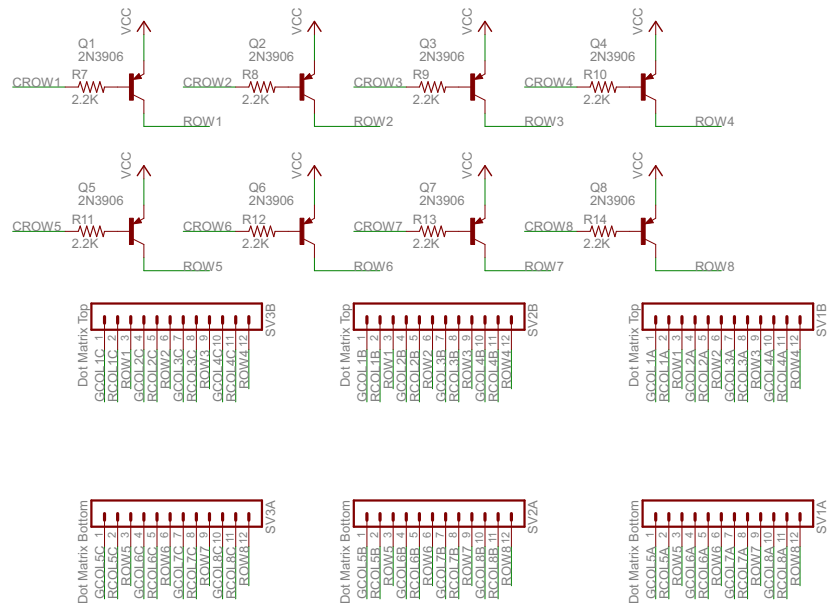 VCC VCC VCC VCC
Q1 Q2 Q3 Q4
2N3906 2N3906 2N3906 2N3906
CROW1 R7 CROW2 R8 CROW3 R9 CROW4 R10
2.2K 2.2K 2.2K 2.2K
ROW1 ROW2 ROW3 ROW4
VCC VCC VCC VCC
Q5 Q6 Q7 Q8
2N3906 2N3906 2N3906 2N3906
CROW5 R11 CROW6 R12 CROW7 R13 CROW8 R14
2.2K 2.2K 2.2K 2.2K
ROW5 ROW6 ROW7 ROW8
Dot Matrix Top
SV3B
1 2 3 4 5 6 7 8 9 10 11 12
GCOL1C RCOL1C ROW1 GCOL2C RCOL2C ROW2 GCOL3C RCOL3C ROW3 GCOL4C RCOL4C ROW4
Dot Matrix Top
SV2B
1 2 3 4 5 6 7 8 9 10 11 12
GCOL1B RCOL1B ROW1 GCOL2B RCOL2B ROW2 GCOL3B RCOL3B ROW3 GCOL4B RCOL4B ROW4
Dot Matrix Top
SV1B
1 2 3 4 5 6 7 8 9 10 11 12
GCOL1A RCOL1A ROW1 GCOL2A RCOL2A ROW2 GCOL3A RCOL3A ROW3 GCOL4A RCOL4A ROW4
Dot Matrix Bottom
SV3A
1 2 3 4 5 6 7 8 9 10 11 12
GCOL5C RCOL5C ROW5 GCOL6C RCOL6C ROW6 GCOL7C RCOL7C ROW7 GCOL8C RCOL8C ROW8
Dot Matrix Bottom
SV2A
1 2 3 4 5 6 7 8 9 10 11 12
GCOL5B RCOL5B ROW5 GCOL6B RCOL6B ROW6 GCOL7B RCOL7B ROW7 GCOL8B RCOL8B ROW8
Dot Matrix Bottom
SV1A
1 2 3 4 5 6 7 8 9 10 11 12
GCOL5A RCOL5A ROW5 GCOL6A RCOL6A ROW6 GCOL7A RCOL7A ROW7 GCOL8A RCOL8A ROW8